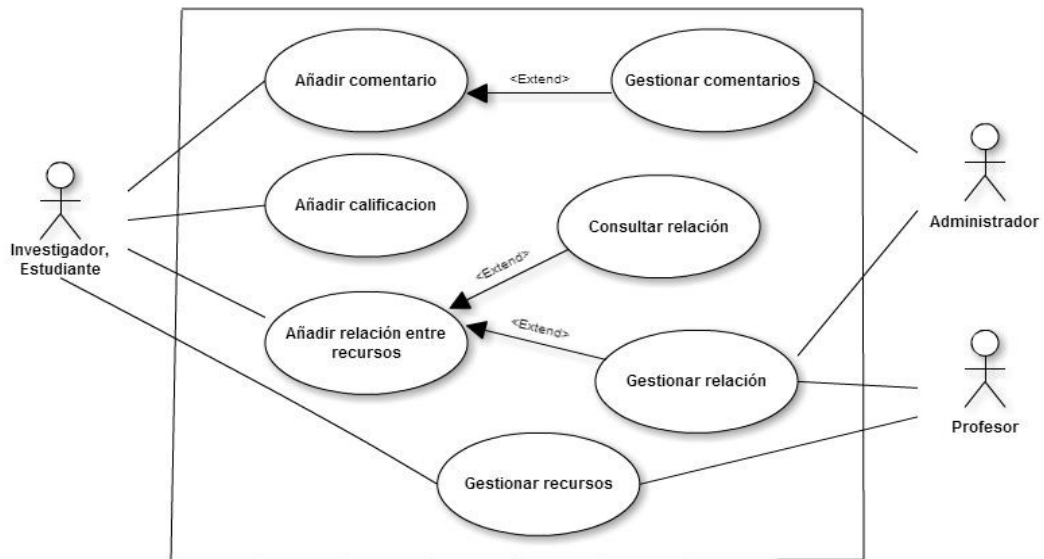 Añadir comentario
<Extend>
Gestionar comentarios
Añadir calificacion
Consultar relación
Investigador,
Estudiante
Administrador
<Extend>
Añadir relación entre
recursos
<Extend>
Gestionar relación
Profesor
Gestionar recursos